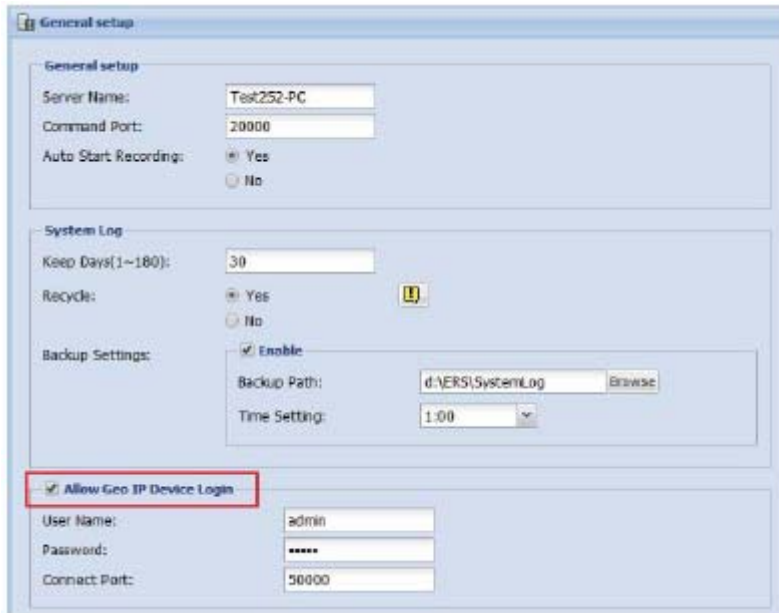 General setup
General setup
Server Name: Test252-PC
Command Port: 20000
Auto Start Recording: Yes
No
System Log
Keep Days(1~180): 30
Recycle: Yes
No
Backup Settings: Enable
Backup Path: d:\ERS\SystemLog Browse
Time Setting: 1:00
Allow Geo IP Device Login
User Name: admin
Password: •••••
Connect Port: 50000